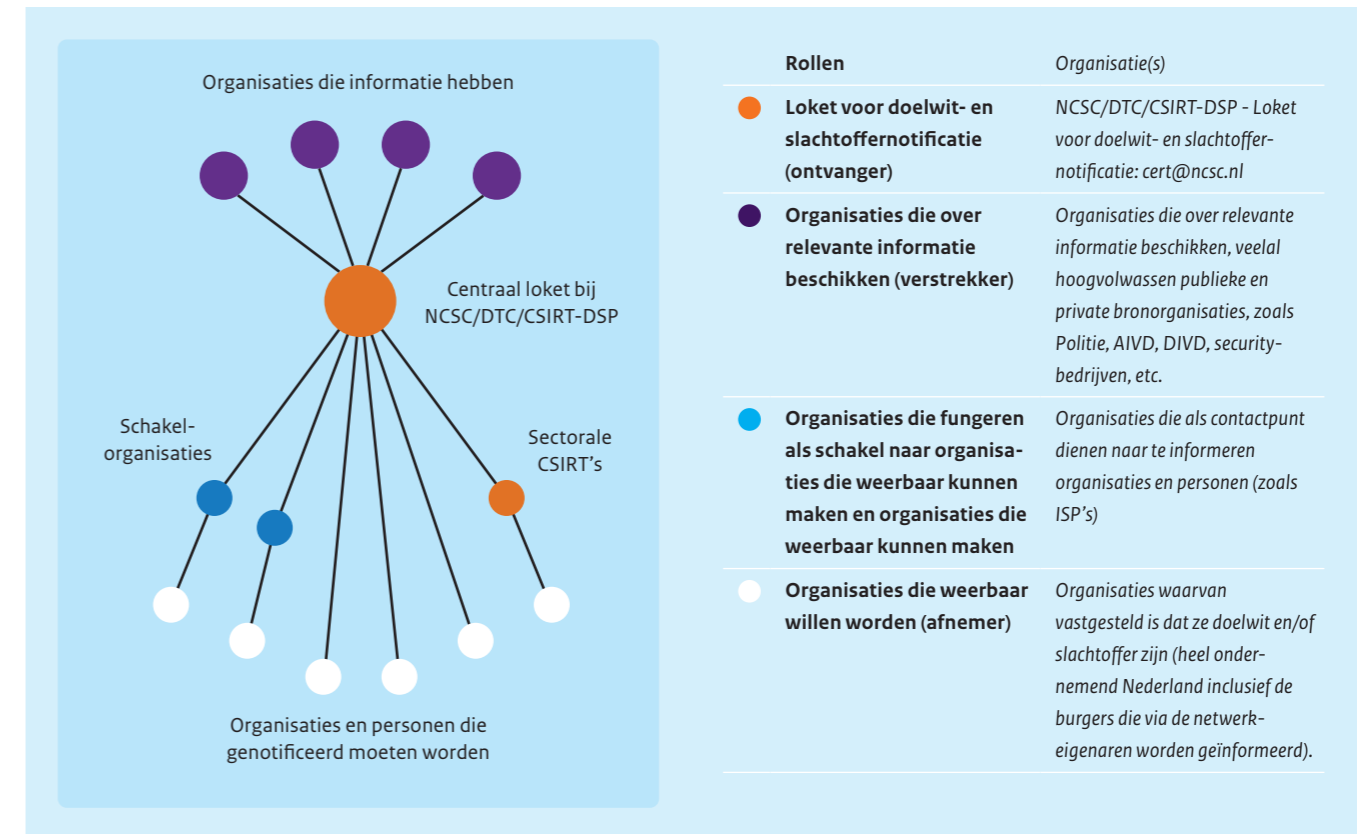 Organisaties die informatie hebben
Centraal loket bij
NCSC/DTC/CSIRT-DSP
Schakel-
organisaties
Sectorale
CSIRT’s
Organisaties en personen die
genotificeerd moeten worden
Rollen
Organisatie(s)
Loket voor doelwit- en
slachtoffernotificatie
(ontvanger)
NCSC/DTC/CSIRT-DSP - Loket
voor doelwit- en slachtoffer-
notificatie: cert@ncsc.nl
Organisaties die over
relevante informatie
beschikken (verstrekker)
Organisaties die over relevante
informatie beschikken, veelal
hoogvolwassen publieke en
private bronorganisaties, zoals
Politie, AIVD, DIVD, security-
bedrijven, etc.
Organisaties die fungeren
als schakel naar organisa-
ties die weerbaar kunnen
maken en organisaties die
weerbaar kunnen maken
Organisaties die als contactpunt
dienen naar te informeren
organisaties en personen (zoals
ISP’s)
Organisaties die weerbaar
willen worden (afnemer)
Organisaties waarvan
vastgesteld is dat ze doelwit en/of
slachtoffer zijn (heel onder-
nemend Nederland inclusief de
burgers die via de netwerk-
eigenaren worden geïnformeerd).